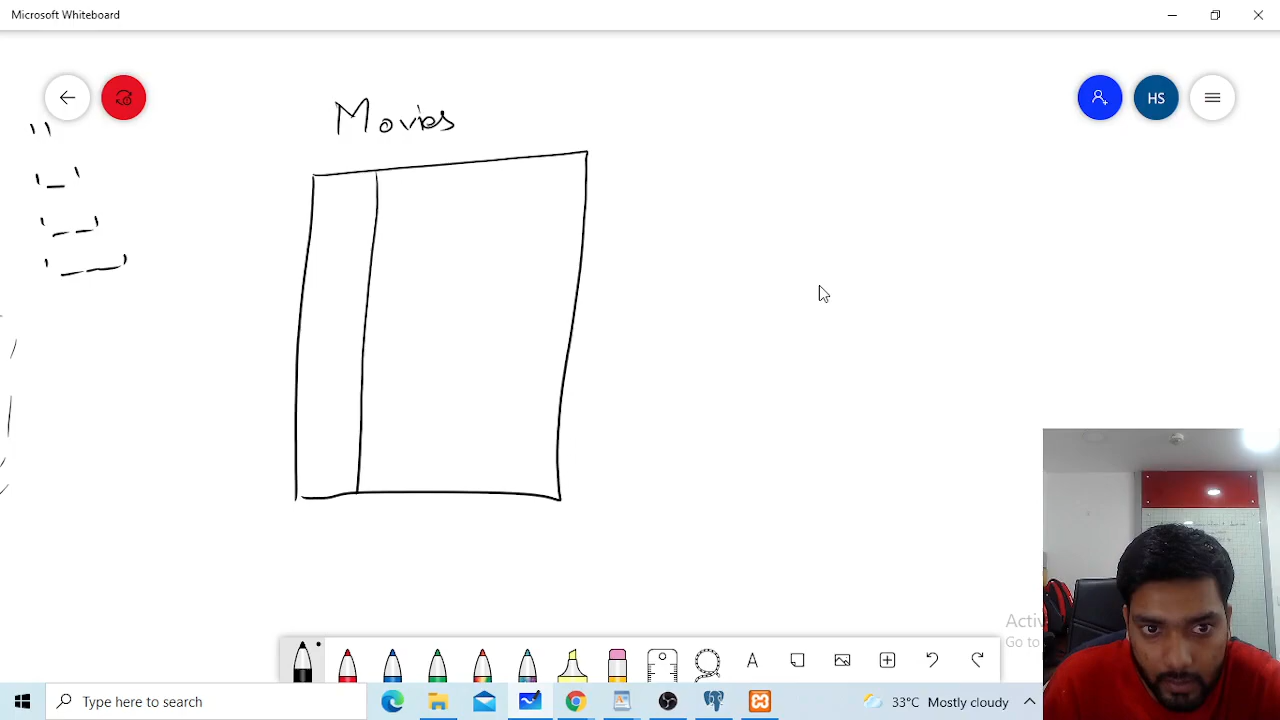 Microsoft Whiteboard
Movies
HS
A
Type here to search
33°C Mostly cloudy